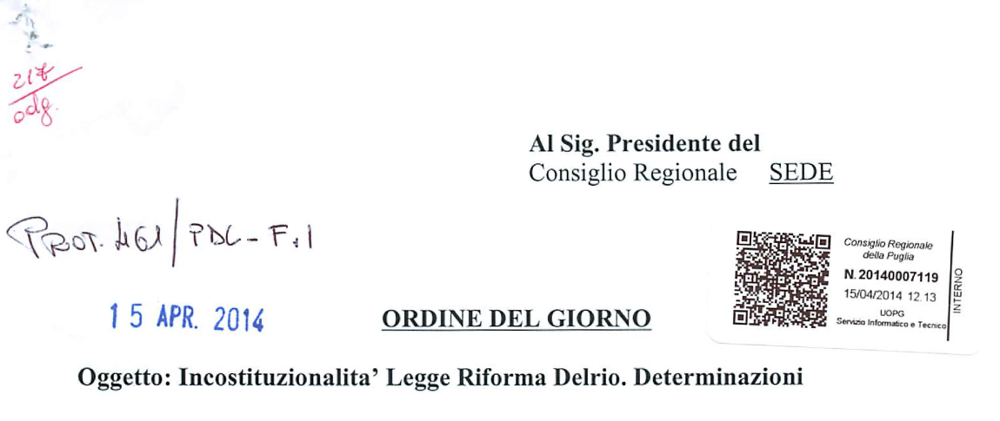 217
odg.
Al Sig. Presidente del
Consiglio Regionale SEDE
PROT. 461/PDL-F.I
Consiglio Regionale
della Puglia
N. 20140007119
15/04/2014 12.13
UOPG
Servizio Informatico e Tecnico
INTERNO
15 APR. 2014
ORDINE DEL GIORNO
Oggetto: Incostituzionalita’ Legge Riforma Delrio. Determinazioni